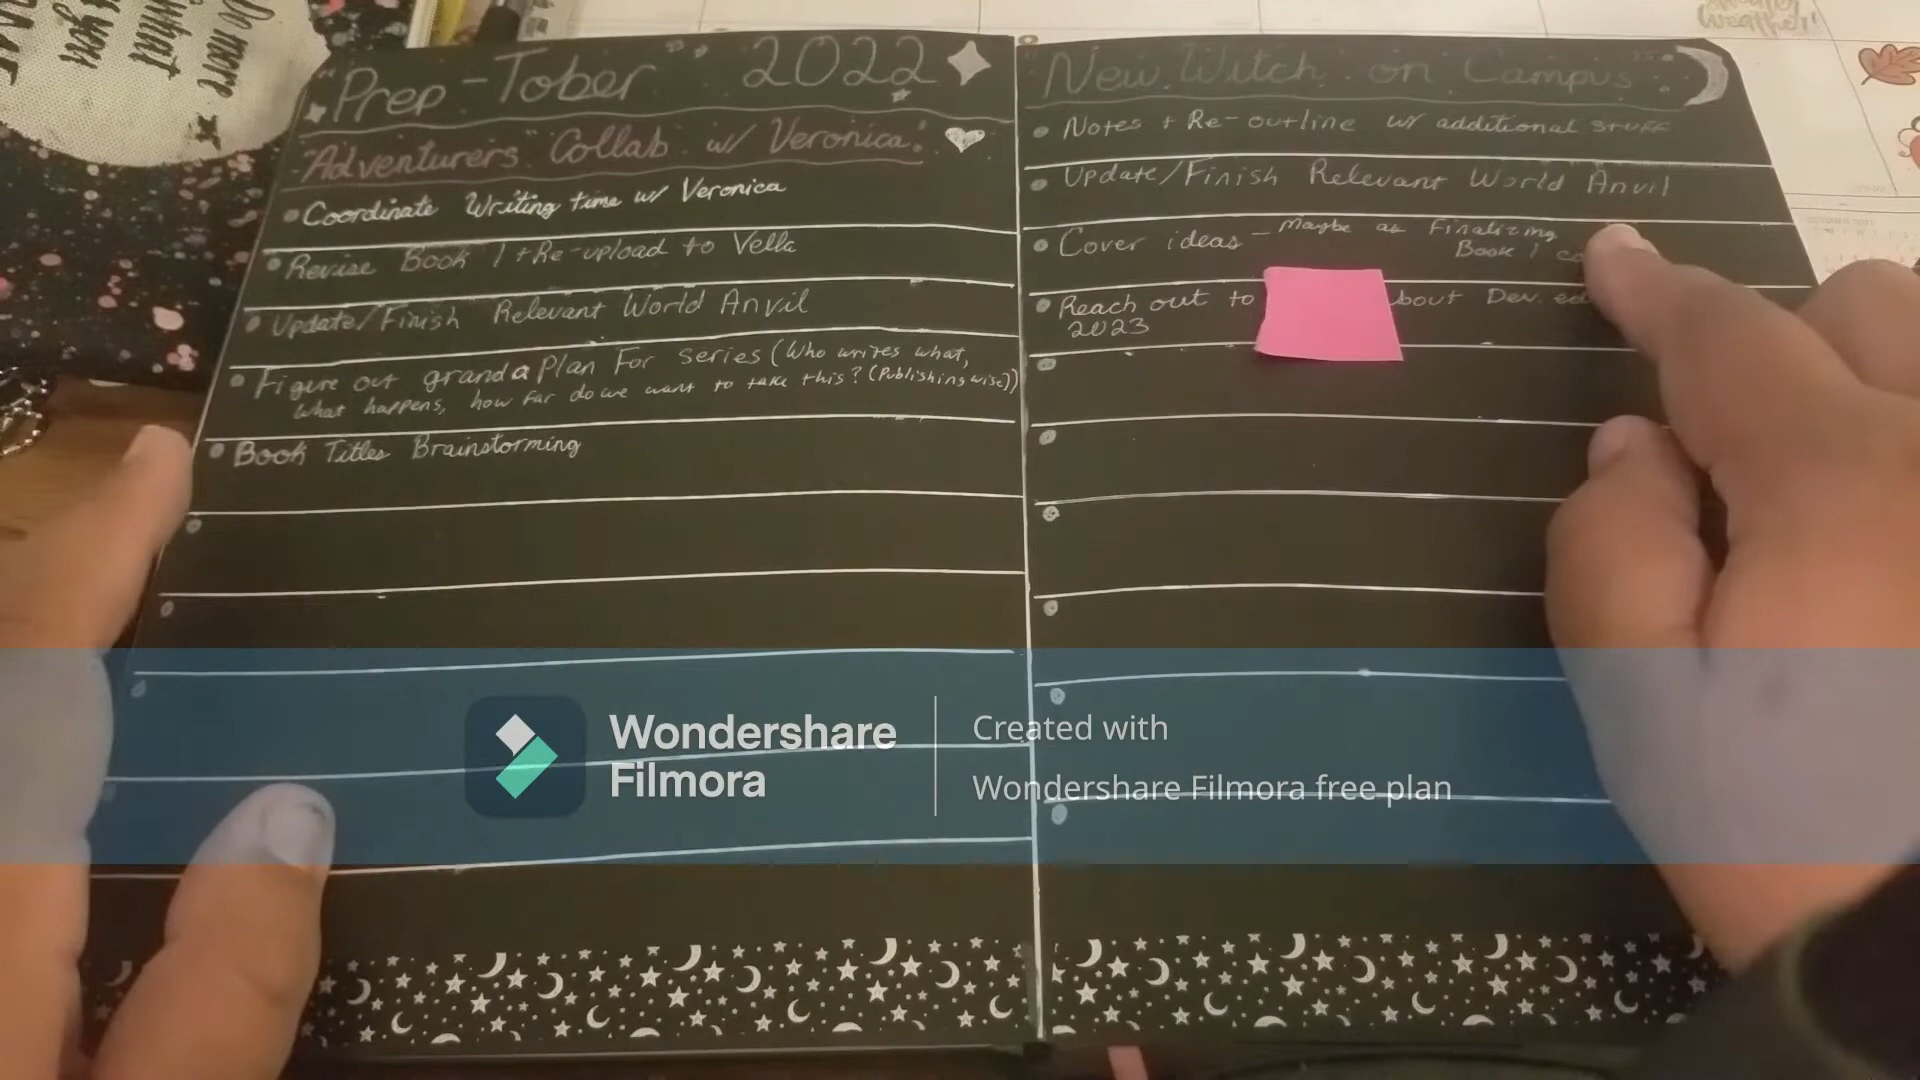 Do more
what
"Prep-Tober" 2022
"Adventurers" Collab w/ Veronica!
Coordinate Writing time w/ Veronica
Revise Book 1 + Re-upload to Vella
Update/Finish Relevant World Anvil
Figure out grand a Plan For series (Who writes what,
what happens, how far do we want to take this? (Publishing wise))
Book Titles Brainstorming
"New Witch on Campus"
Notes + Re-outline w/ additional stuff
Update/Finish Relevant World Anvil
Cover ideas - Maybe as Finalizing
Book 1
Reach out to bout Dev.
2023
Wondershare
Filmora
Created with
Wondershare Filmora free plan